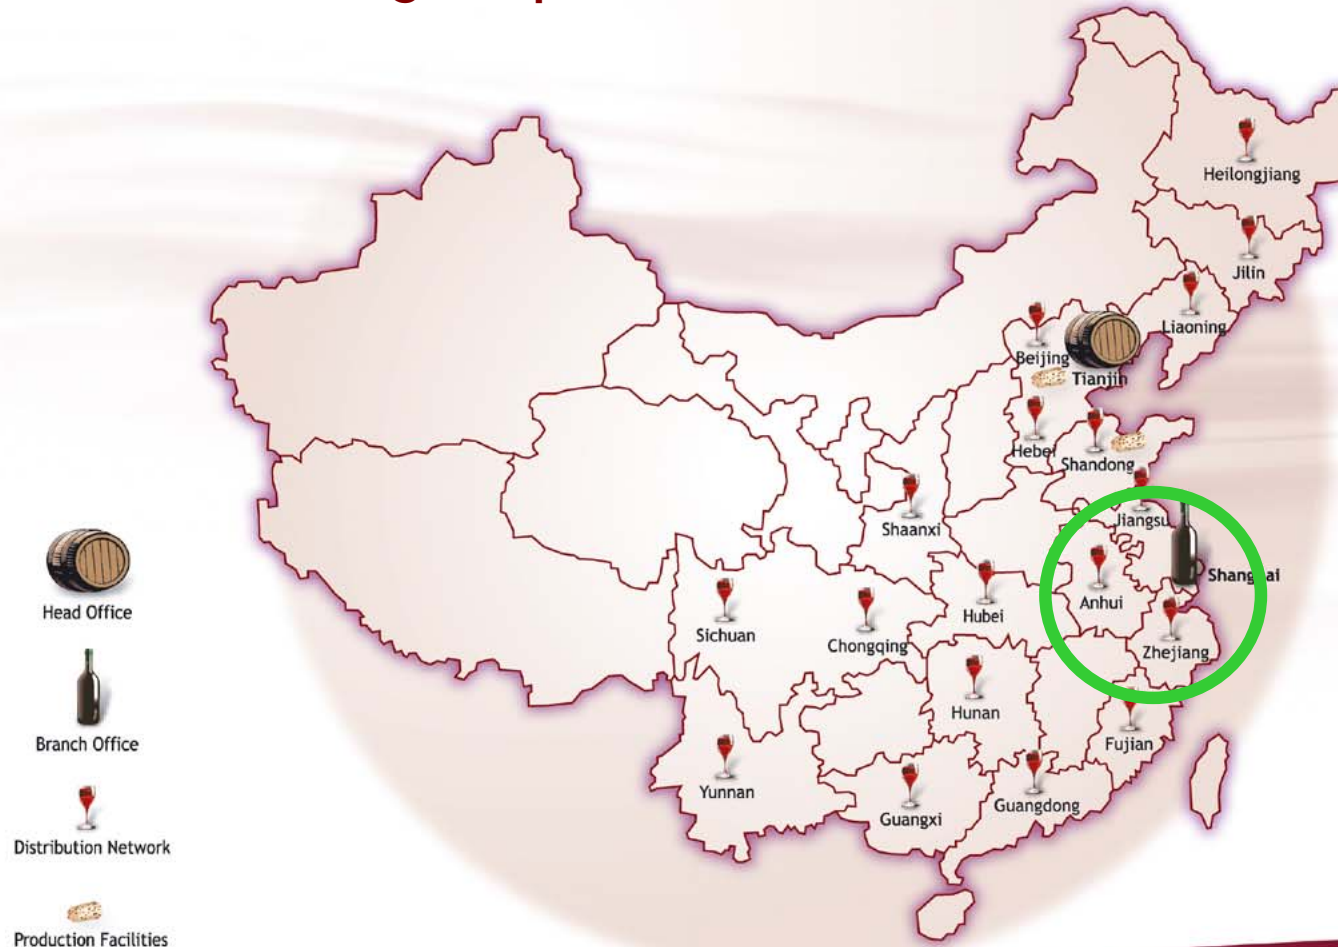 Heilongjiang
Jilin
Liaoning
Beijing
Tianjin
Hebei
Shandong
Jiangsu
Shaanxi
Shanghai
Anhui
Hubei
Sichuan
Chongqing
Zhejiang
Hunan
Fujian
Yunnan
Guangxi
Guangdong
Head Office
Branch Office
Distribution Network
Production Facilities